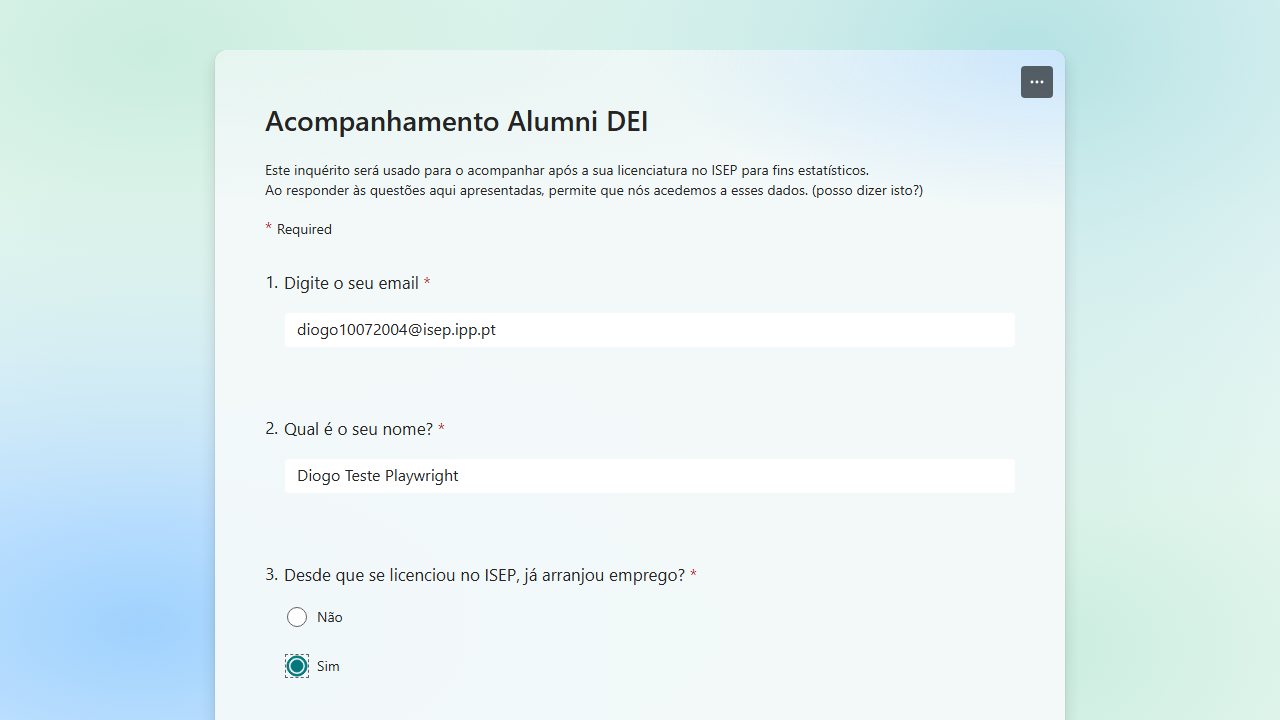 Acompanhamento Alumni DEI
Este inquérito será usado para o acompanhar após a sua licenciatura no ISEP para fins estatísticos.
Ao responder às questões aqui apresentadas, permite que nós acedemos a esses dados. (posso dizer isto?)
* Required
1. Digite o seu email *
diogo10072004@isep.ipp.pt
2. Qual é o seu nome? *
Diogo Teste Playwright
3. Desde que se licenciou no ISEP, já arranjou emprego? *
Não
Sim